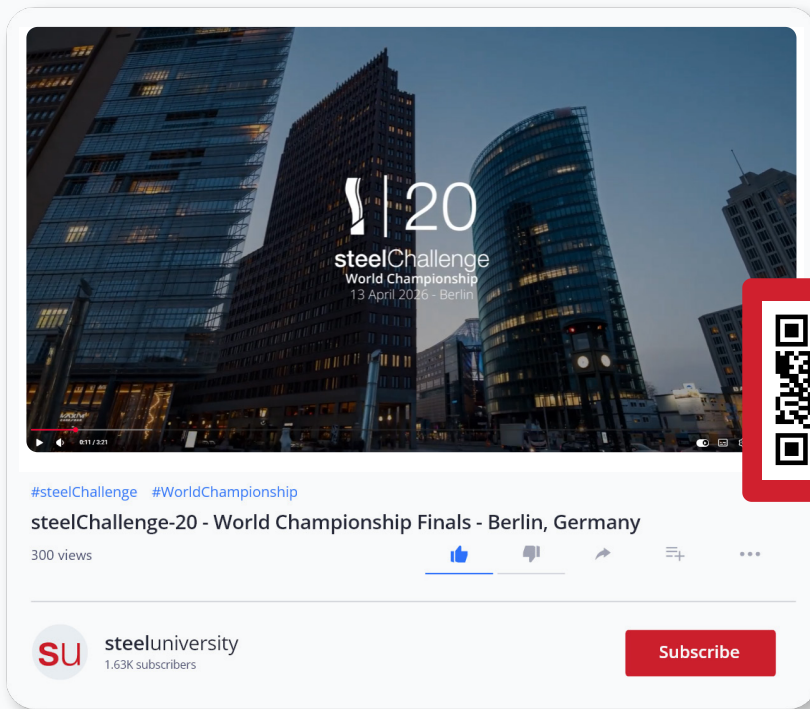 20
steelChallenge
World Championship
13 April 2026 - Berlin
0:11 / 3:21
#steelChallenge #WorldChampionship
steelChallenge-20 - World Championship Finals - Berlin, Germany
300 views
su
steeluniversity
1.63K subscribers
Subscribe